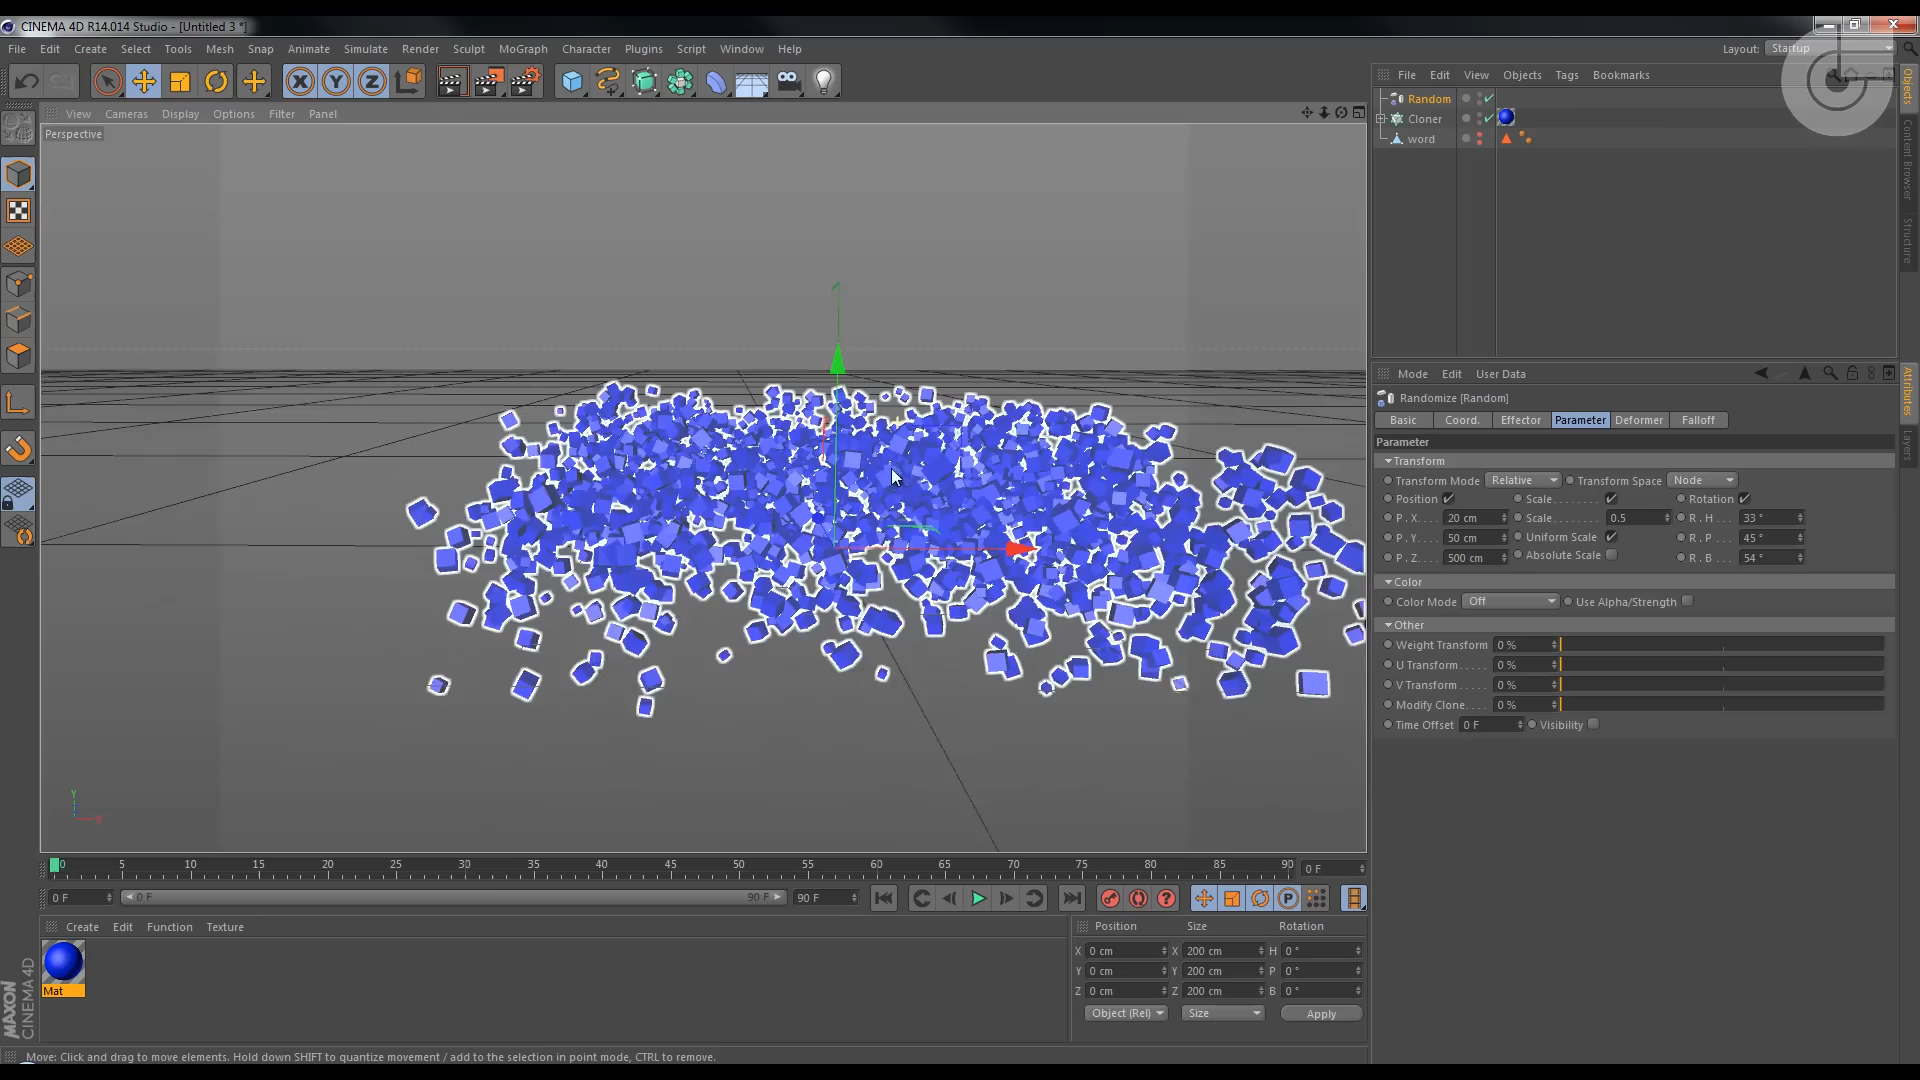 CINEMA 4D R14.014 Studio - [Untitled 3 *]
File Edit Create Select Tools Mesh Snap Animate Simulate Render Sculpt MoGraph Character Plugins Script Window Help
Layout: Startup
File Edit View Objects Tags Bookmarks
Random
Cloner
word
Objects
Content Browser
Structure
View Cameras Display Options Filter Panel
Perspective
Y
X
Mode Edit User Data
Randomize [Random]
Basic Coord. Effector Parameter Deformer Falloff
Parameter
Transform
Transform Mode Relative Transform Space Node
Position Scale........ Rotation
P . X.... 20 cm Scale........ 0.5 R . H... 33 °
P . Y.... 50 cm Uniform Scale R . P... 45 °
P . Z.... 500 cm Absolute Scale R . B... 54 °
Color
Color Mode Off Use Alpha/Strength
Other
Weight Transform 0 %
U Transform..... 0 %
V Transform..... 0 %
Modify Clone.... 0 %
Time Offset 0 F Visibility
Attributes
Layers
0 5 10 15 20 25 30 35 40 45 50 55 60 65 70 75 80 85 90
0 F
0 F 0 F 90 F 90 F
Create Edit Function Texture
Mat
MAXON
CINEMA 4D
Position Size Rotation
X 0 cm X 200 cm H 0 °
Y 0 cm Y 200 cm P 0 °
Z 0 cm Z 200 cm B 0 °
Object (Rel) Size Apply
Move: Click and drag to move elements. Hold down SHIFT to quantize movement / add to the selection in point mode, CTRL to remove.